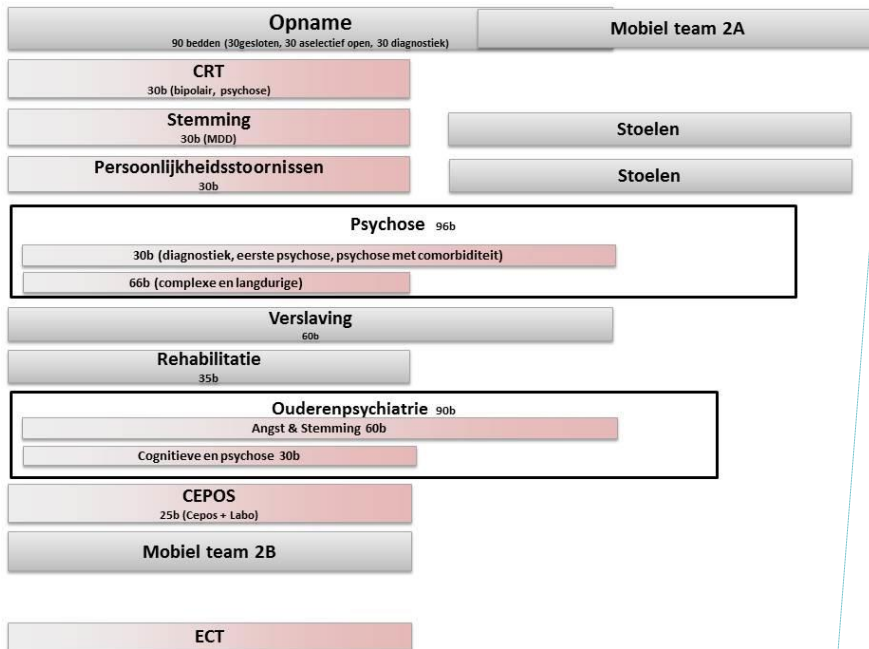 Opname
90 bedden (30gesloten, 30 aselectief open, 30 diagnostiek)
Mobiel team 2A
CRT
30b (bipolair, psychose)
Stemming
30b (MDD)
Stoelen
Persoonlijkheidsstoornissen
30b
Stoelen
Psychose 96b
30b (diagnostiek, eerste psychose, psychose met comorbiditeit)
66b (complexe en langdurige)
Verslaving
60b
Rehabilitatie
35b
Ouderenpsychiatrie 90b
Angst & Stemming 60b
Cognitieve en psychose 30b
CEPOS
25b (Cepos + Labo)
Mobiel team 2B
ECT